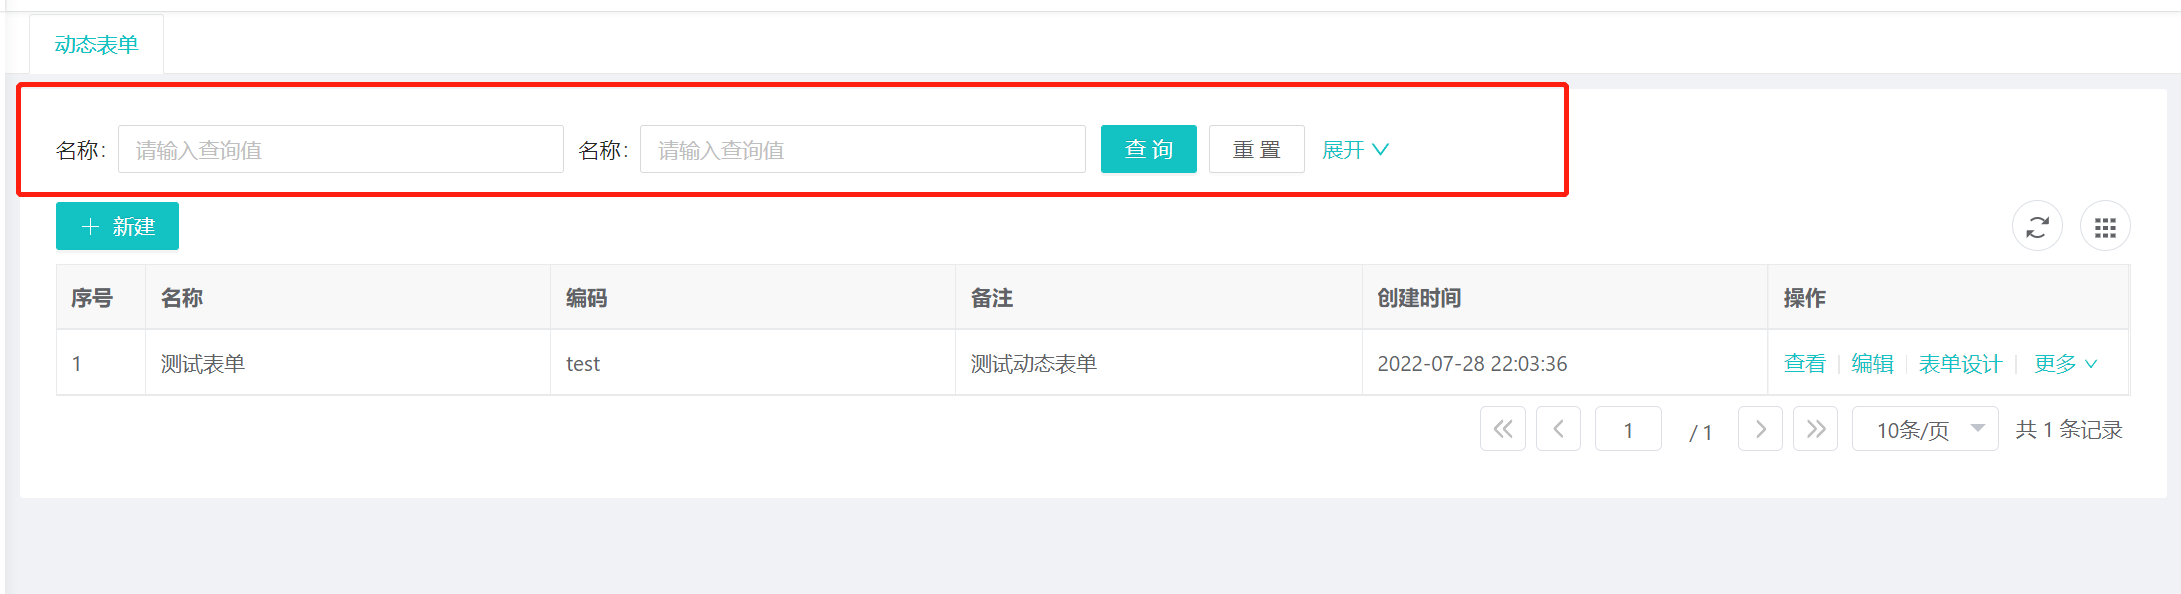 动态表单
名称: 请输入查询值 名称: 请输入查询值 查询 重置 展开
新建
序号 名称 编码 备注 创建时间 操作
1 测试表单 test 测试动态表单 2022-07-28 22:03:36 查看 编辑 表单设计 更多
1 / 1 10条/页 共 1 条记录